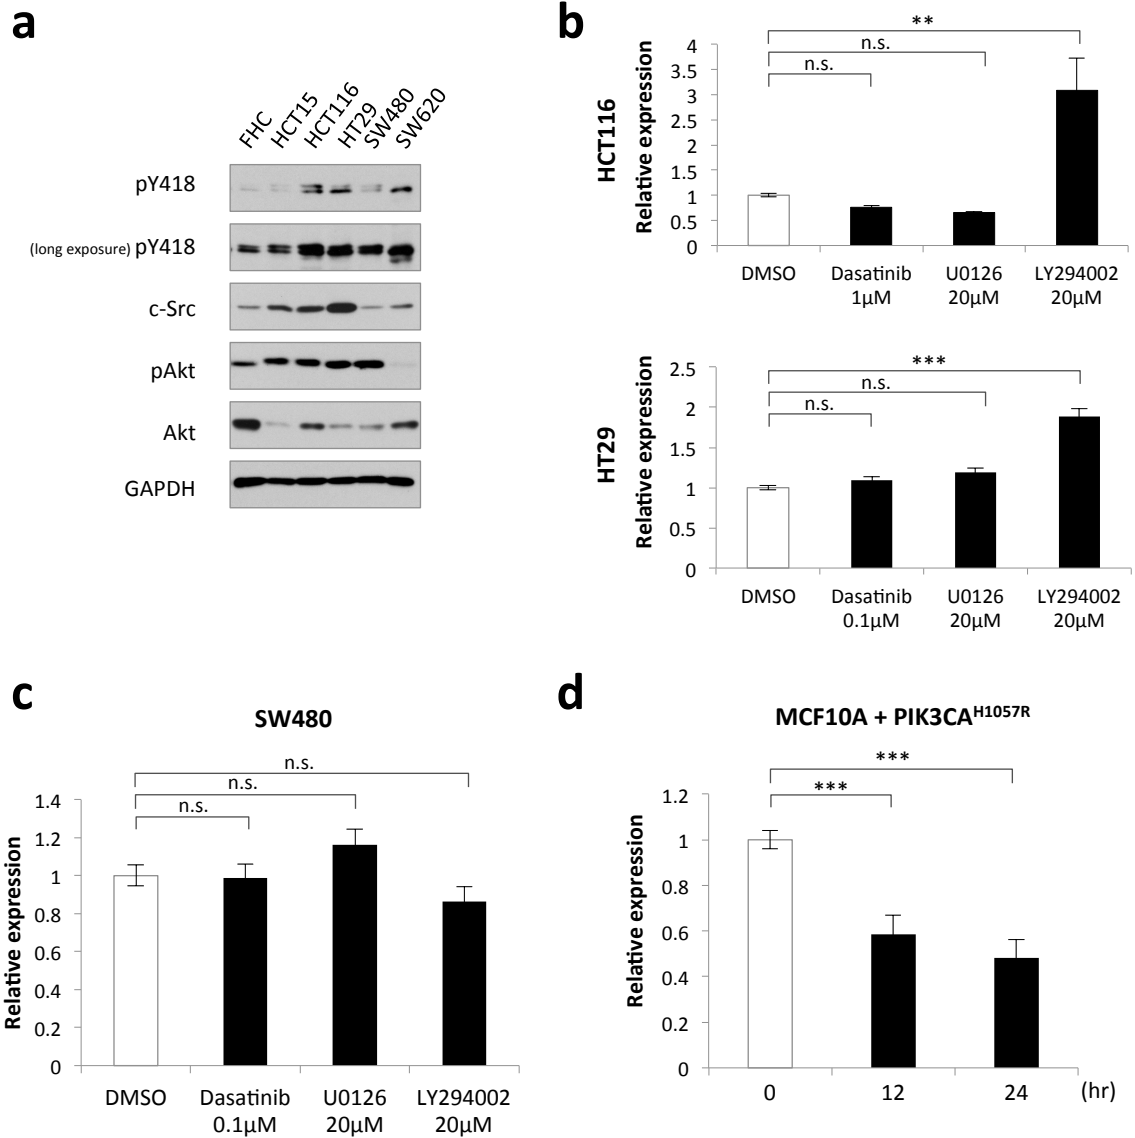 a
FHC
HCT15
HCT116
HT29
SW480
SW620
pY418
(long exposure) pY418
c-Src
pAkt
Akt
GAPDH
b
HCT116
Relative expression
**
n.s.
n.s.
4
3.5
3
2.5
2
1.5
1
0.5
0
DMSO
Dasatinib
1µM
U0126
20µM
LY294002
20µM
HT29
Relative expression
***
n.s.
n.s.
2.5
2
1.5
1
0.5
0
DMSO
Dasatinib
0.1µM
U0126
20µM
LY294002
20µM
c
SW480
Relative expression
n.s.
n.s.
n.s.
1.4
1.2
1
0.8
0.6
0.4
0.2
0
DMSO
Dasatinib
0.1µM
U0126
20µM
LY294002
20µM
d
MCF10A + PIK3CA^H1057R
Relative expression
***
***
1.2
1
0.8
0.6
0.4
0.2
0
0 12 24 (hr)